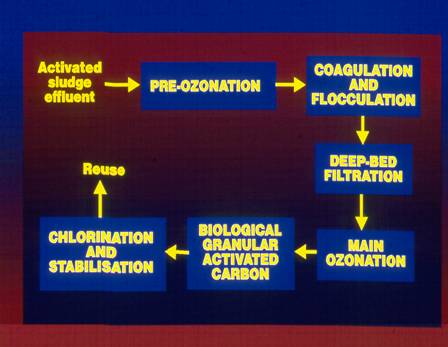 Activated
sludge
effluent
PRE-OZONATION
COAGULATION
AND
FLOCCULATION
DEEP-BED
FILTRATION
MAIN
OZONATION
BIOLOGICAL
GRANULAR
ACTIVATED
CARBON
CHLORINATION
AND
STABILISATION
Reuse